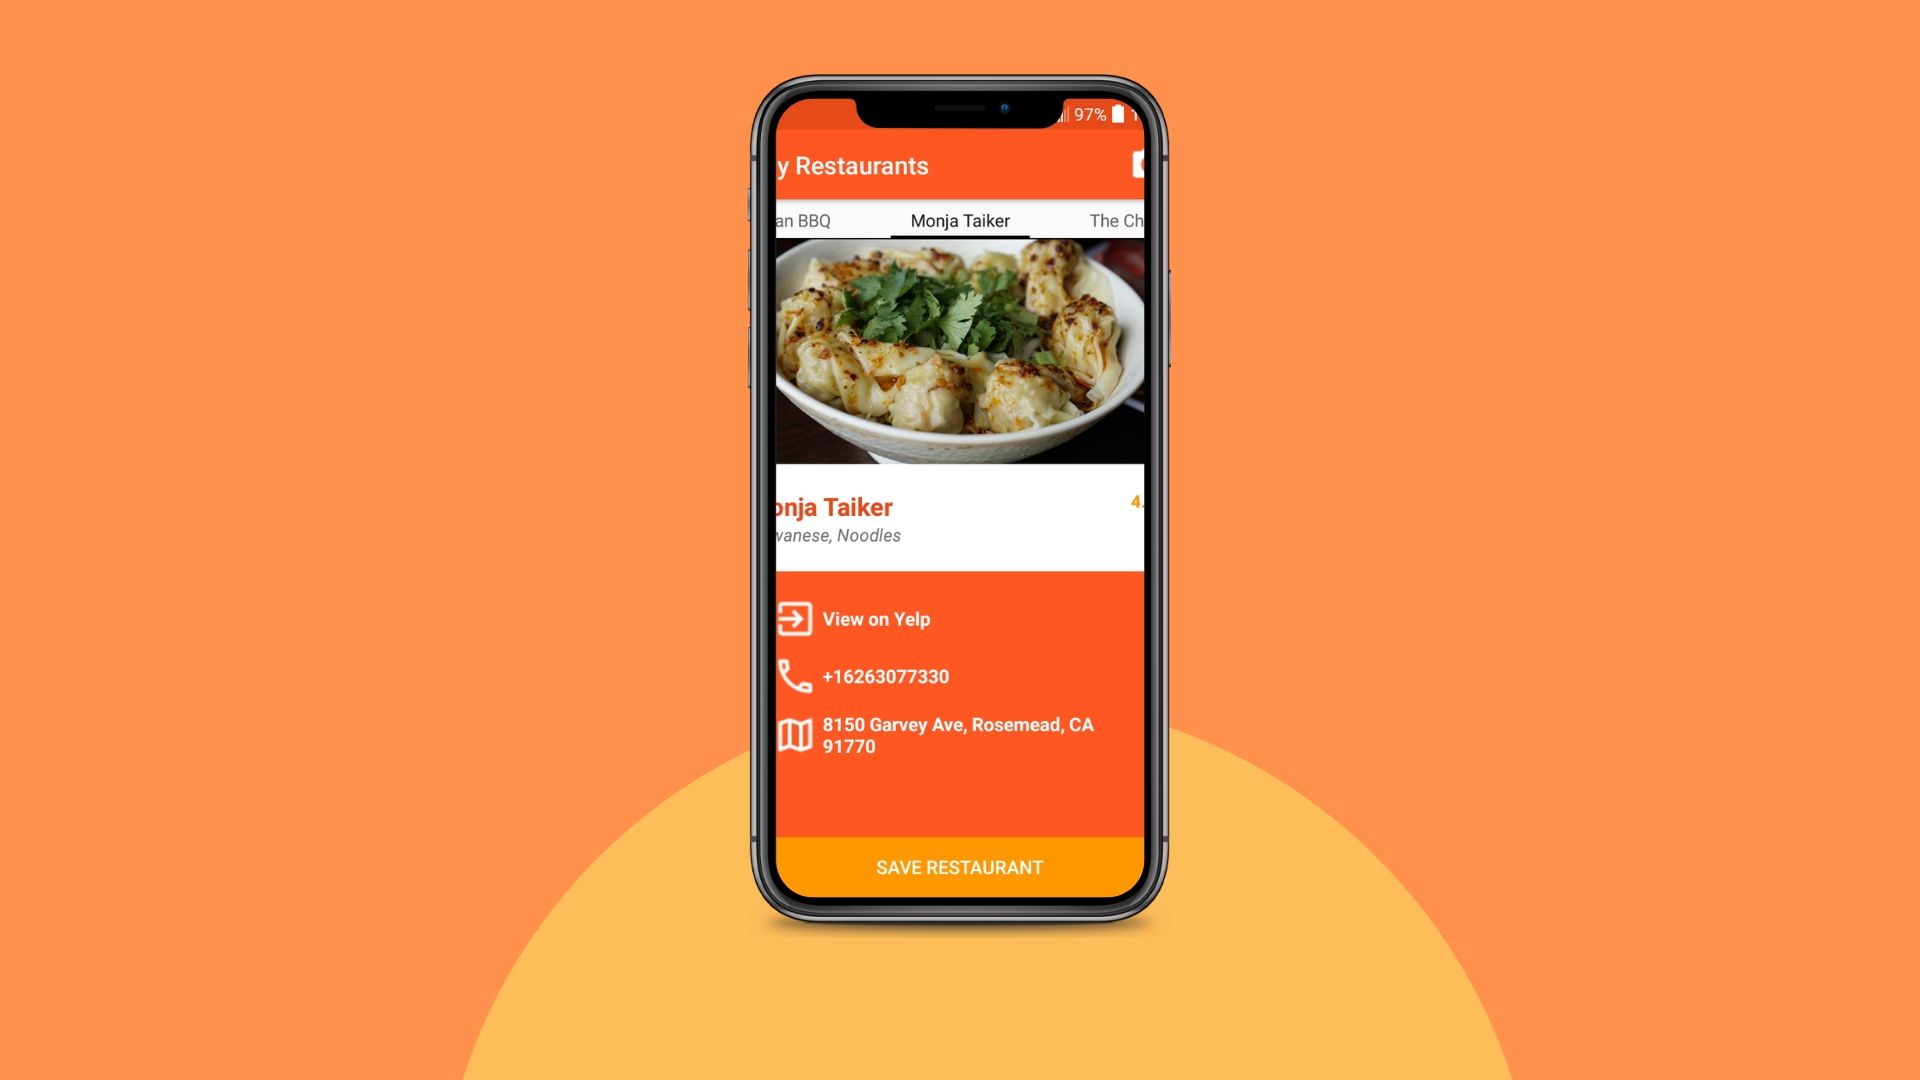 97%
y Restaurants
an BBQ Monja Taiker The Ch
onja Taiker 4.
wanese, Noodles
View on Yelp
+16263077330
8150 Garvey Ave, Rosemead, CA
91770
SAVE RESTAURANT